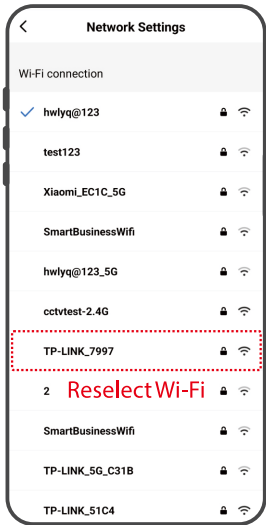 Network Settings
Wi-Fi connection
hwlyq@123
test123
Xiaomi_EC1C_5G
SmartBusinessWifi
hwlyq@123_5G
cctvtest-2.4G
TP-LINK_7997
2 Reselect Wi-Fi
SmartBusinessWifi
TP-LINK_5G_C31B
TP-LINK_51C4